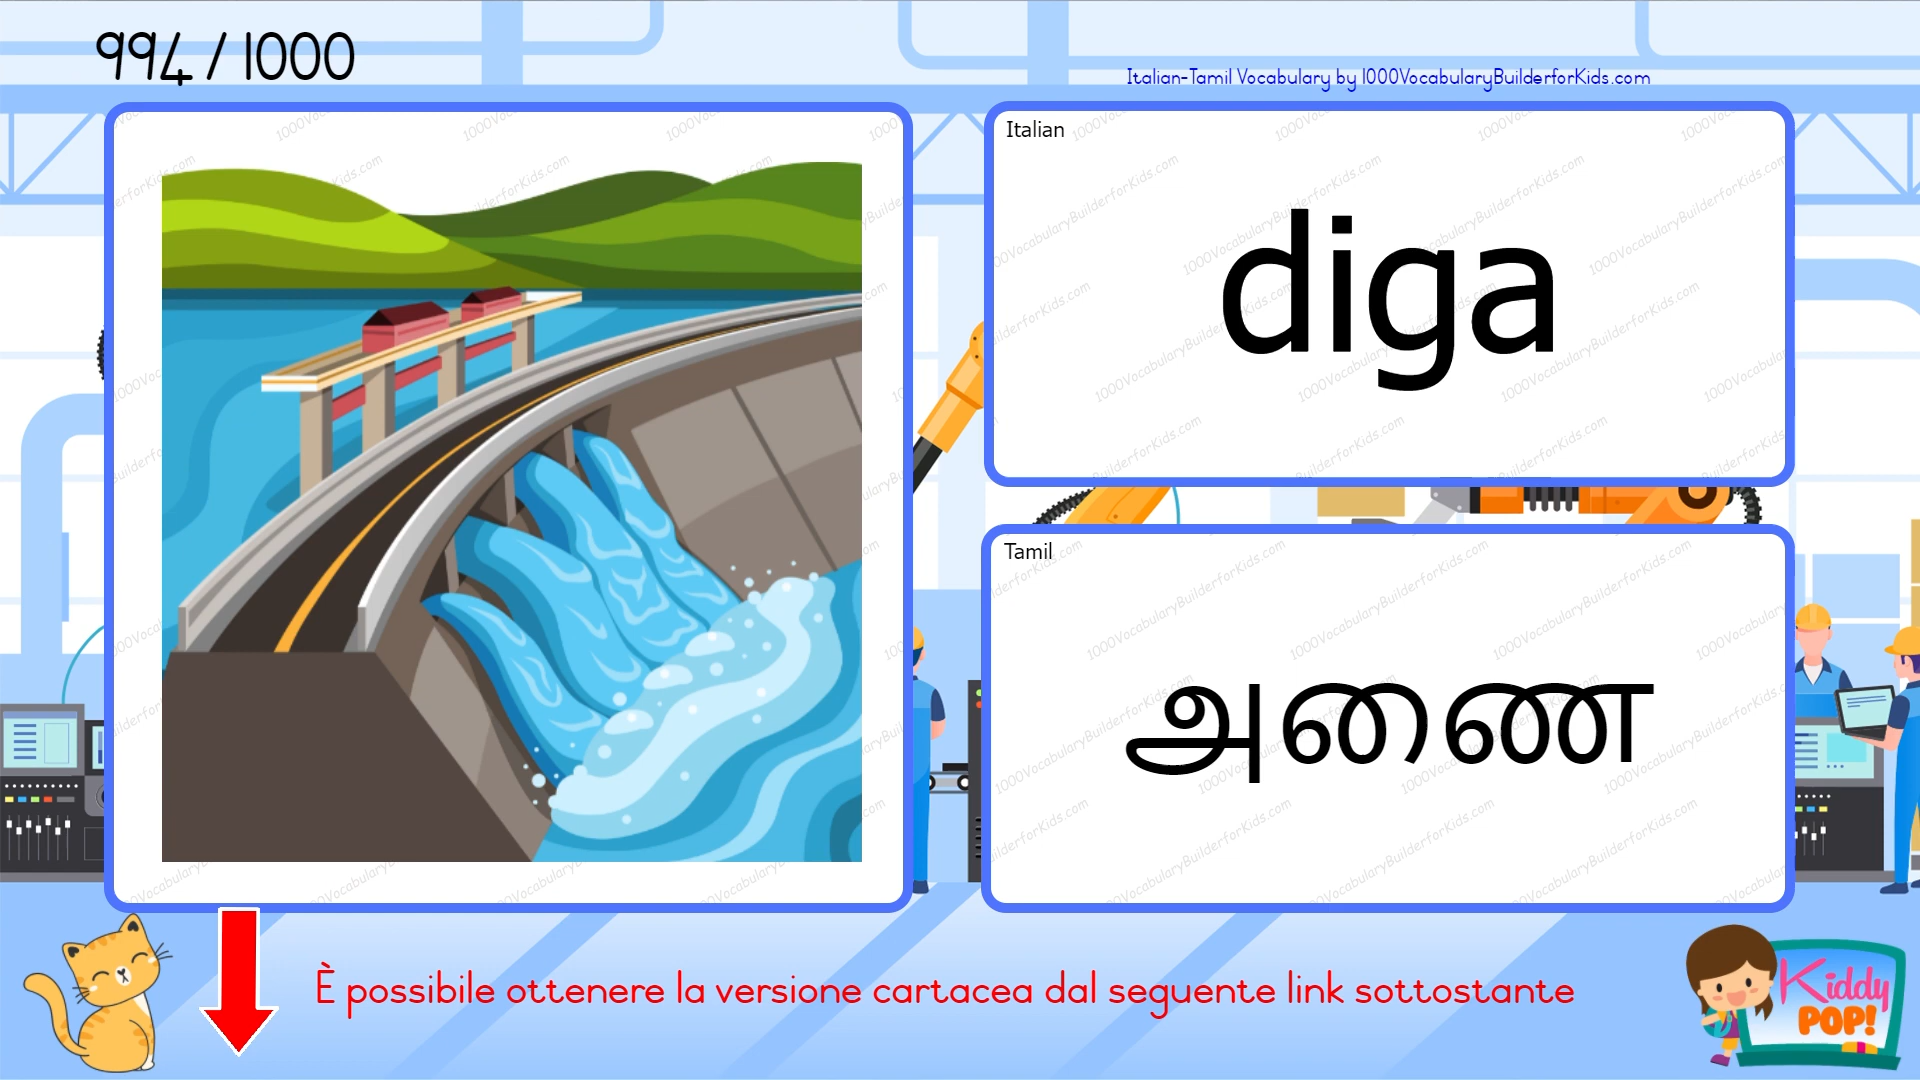 994 / 1000
Italian-Tamil Vocabulary by 1000VocabularyBuilderforKids.com
Italian
diga
Tamil
அணை
È possibile ottenere la versione cartacea dal seguente link sottostante
Kiddy
POP!